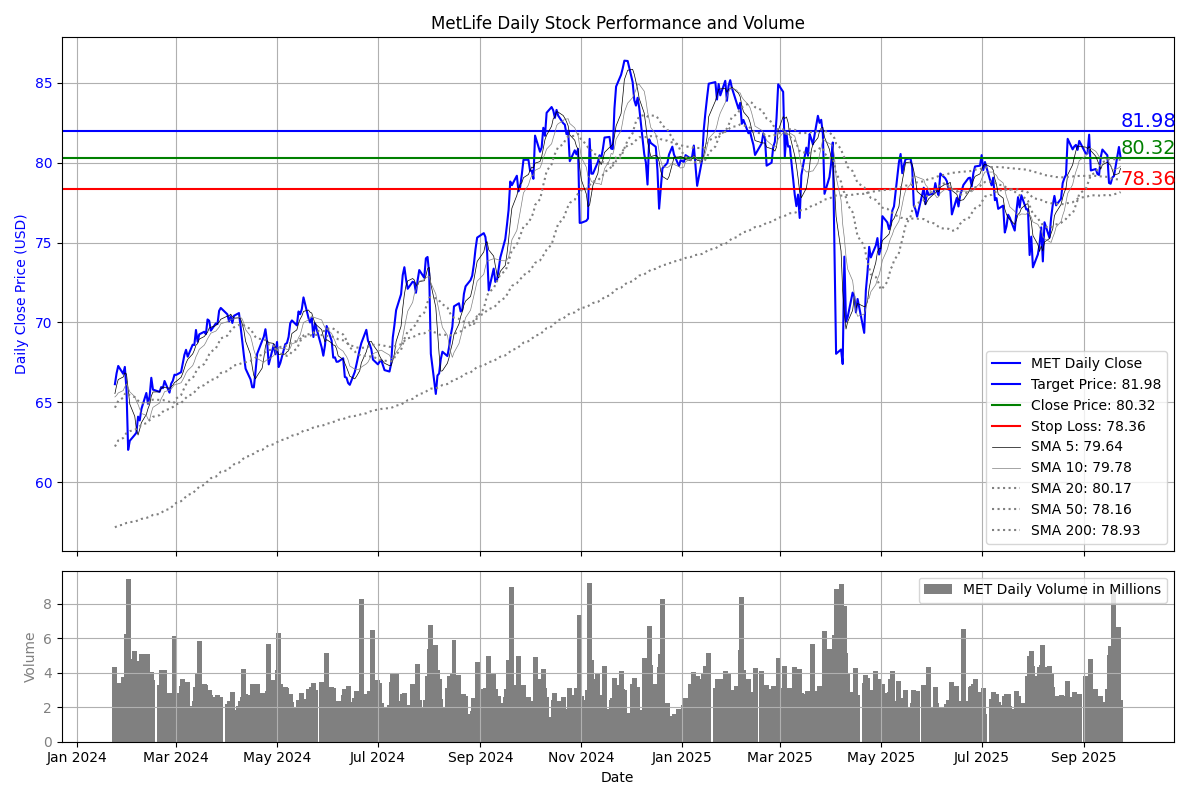 MetLife Daily Stock Performance and Volume
Daily Close Price (USD)
85
80
75
70
65
60
81.98
80.32
78.36
MET Daily Close
Target Price: 81.98
Close Price: 80.32
Stop Loss: 78.36
SMA 5: 79.64
SMA 10: 79.78
SMA 20: 80.17
SMA 50: 78.16
SMA 200: 78.93
Volume
8
6
4
2
0
MET Daily Volume in Millions
Jan 2024 Mar 2024 May 2024 Jul 2024 Sep 2024 Nov 2024 Jan 2025 Mar 2025 May 2025 Jul 2025 Sep 2025
Date